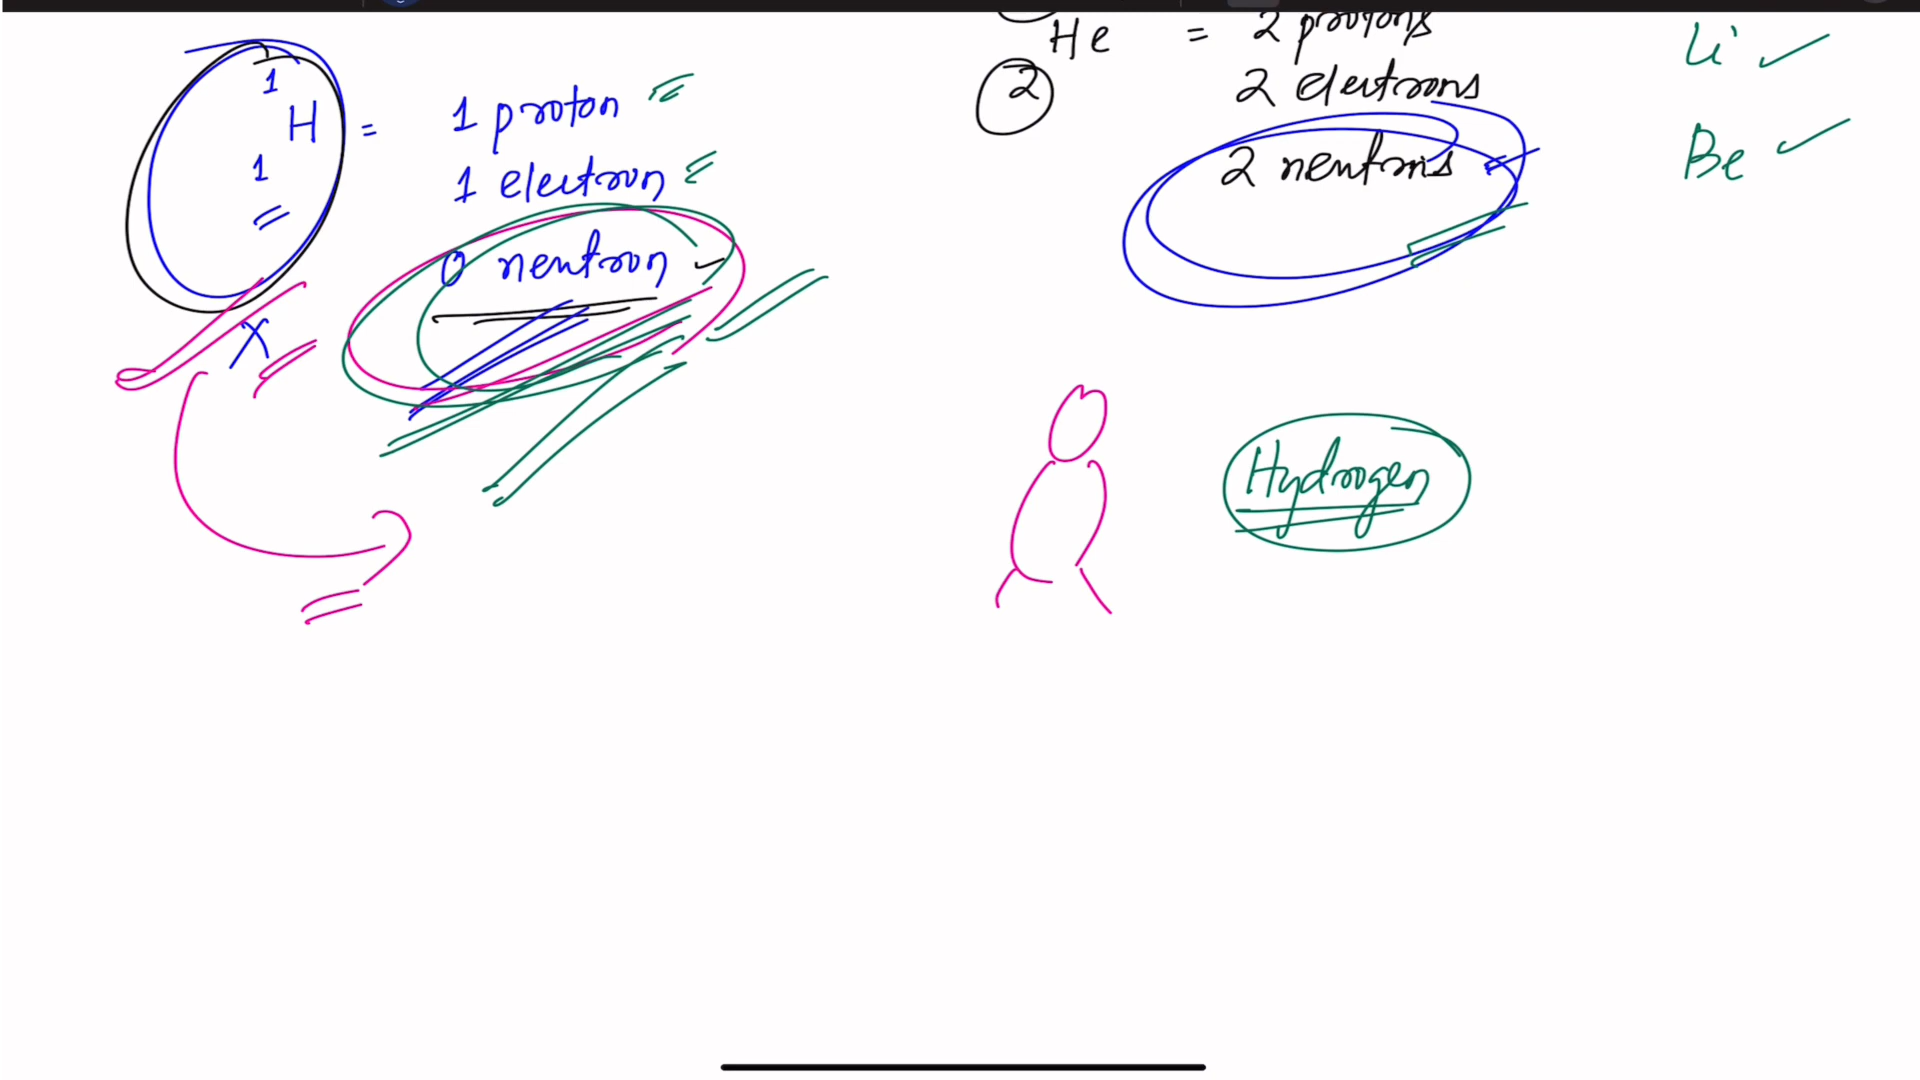 1
H = 1 proton
1
1 electron
0 neutron
X
He = 2 protons
2
2 electrons
2 neutrons
Li ✓
Be ✓
Hydrogen